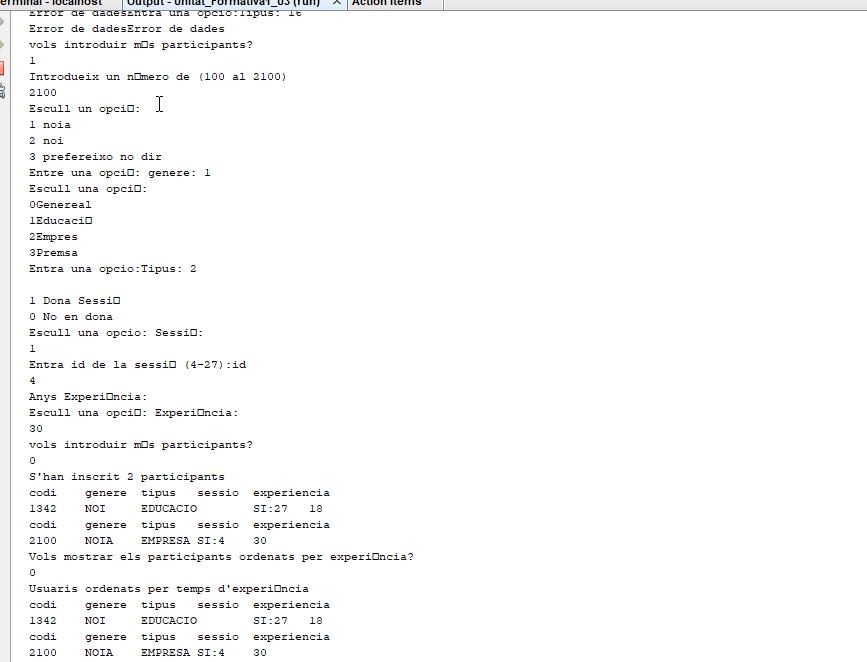 Terminal - localhost Output - Unitat_Formativa1_03 (run) Action Items
Error de dadesEntra una opcio:Tipus: 16
Error de dadesError de dades
vols introduir m□s participants?
1
Introdueix un n□mero de (100 al 2100)
2100
Escull un opci□:
1 noia
2 noi
3 prefereixo no dir
Entre una opci□: genere: 1
Escull una opci□:
0Genereal
1Educaci□
2Empres
3Premsa
Entra una opcio:Tipus: 2
1 Dona Sessi□
0 No en dona
Escull una opcio: Sessi□:
1
Entra id de la sessi□ (4-27):id
4
Anys Experi□ncia:
Escull una opci□: Experi□ncia:
30
vols introduir m□s participants?
0
S'han inscrit 2 participants
codi genere tipus sessio experiencia
1342 NOI EDUCACIO SI:27 18
codi genere tipus sessio experiencia
2100 NOIA EMPRESA SI:4 30
Vols mostrar els participants ordenats per experi□ncia?
0
Usuaris ordenats per temps d'experi□ncia
codi genere tipus sessio experiencia
1342 NOI EDUCACIO SI:27 18
codi genere tipus sessio experiencia
2100 NOIA EMPRESA SI:4 30